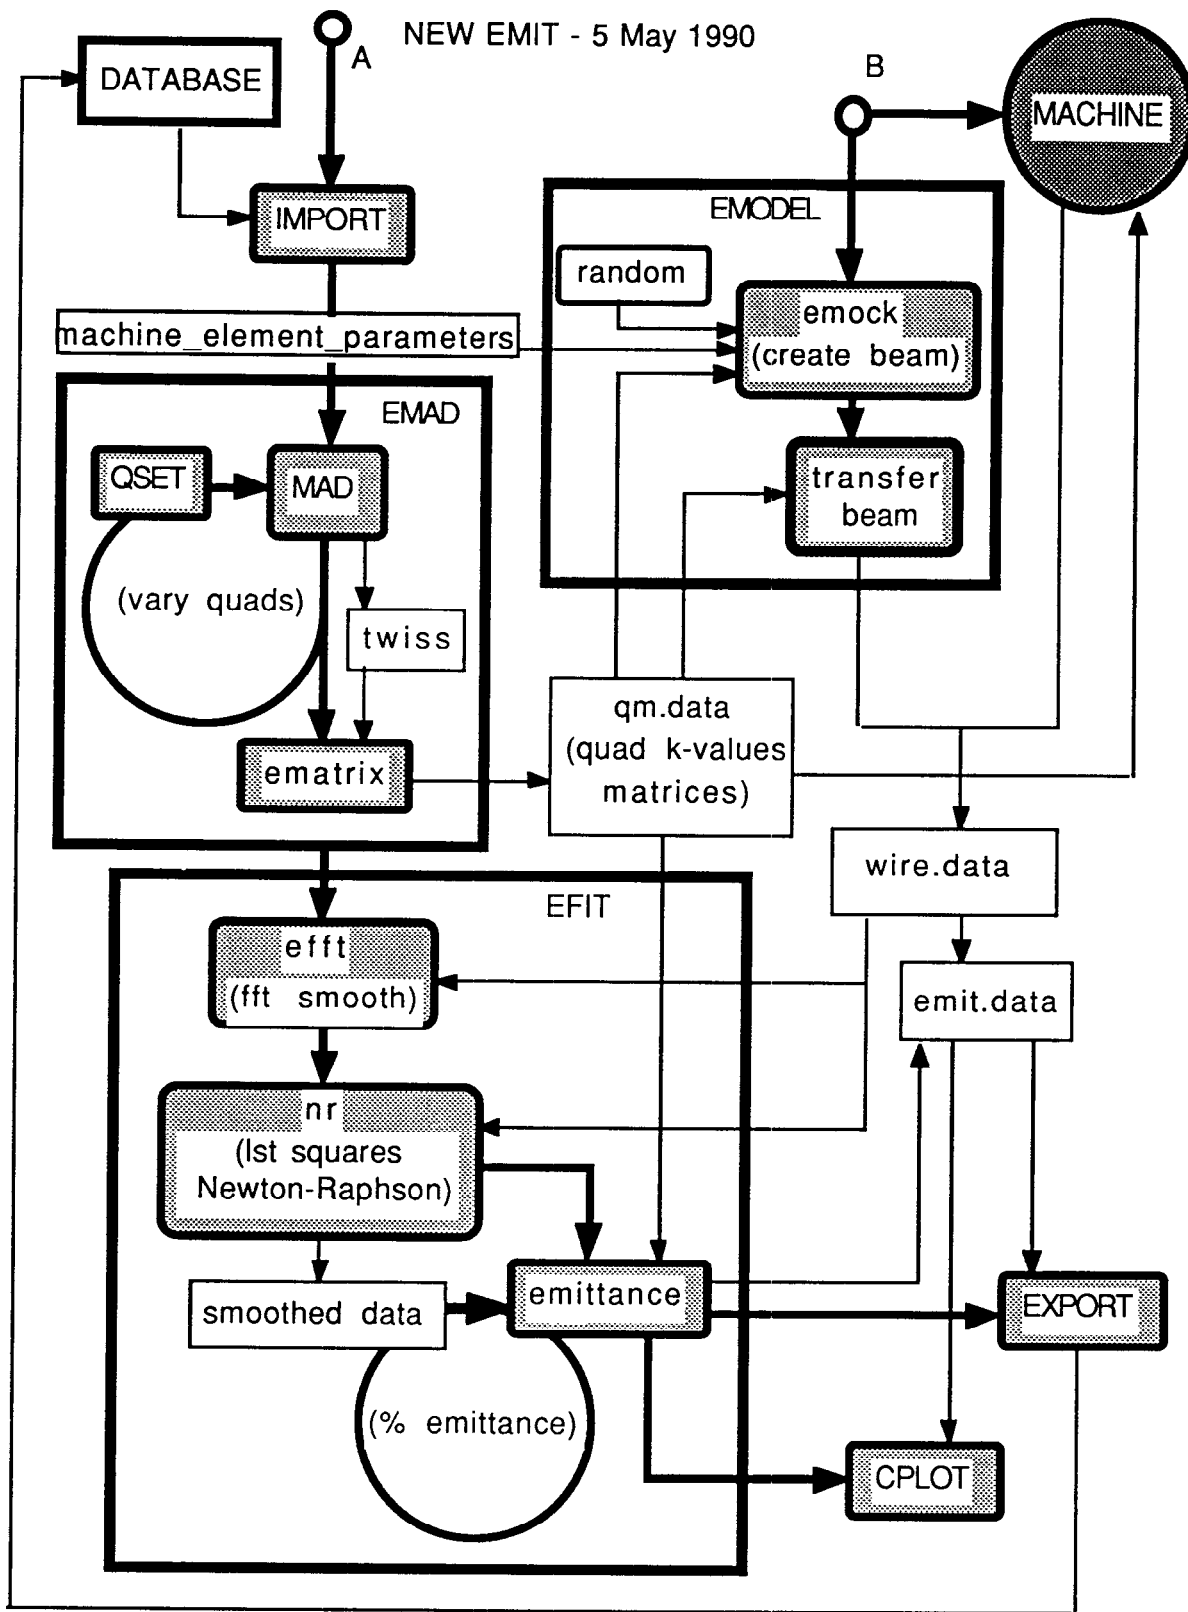 NEW EMIT - 5 May 1990
A
B
DATABASE
MACHINE
IMPORT
EMODEL
random
emock
(create beam)
machine_element_parameters
EMAD
QSET
MAD
transfer
beam
(vary quads)
twiss
qm.data
(quad k-values
matrices)
ematrix
wire.data
EFIT
efft
(fft smooth)
emit.data
nr
(lst squares
Newton-Raphson)
emittance
smoothed data
EXPORT
(% emittance)
CPLOT